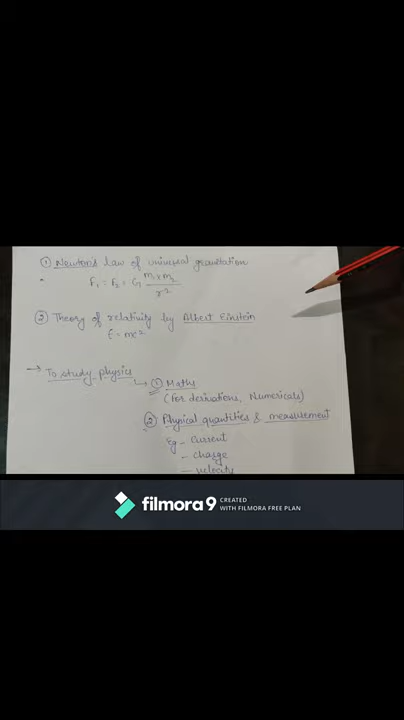 ① Newton's law of universal gravitation
F₁ = F₂ = G m₁ x m₂ / r²
② Theory of relativity by Albert Einstein
E = mc²
→ To study physics
① Maths
(For derivations, Numericals)
② Physical quantities & measurement
Eg - Current
- charge
- velocity
filmora9 CREATED
WITH FILMORA FREE PLAN